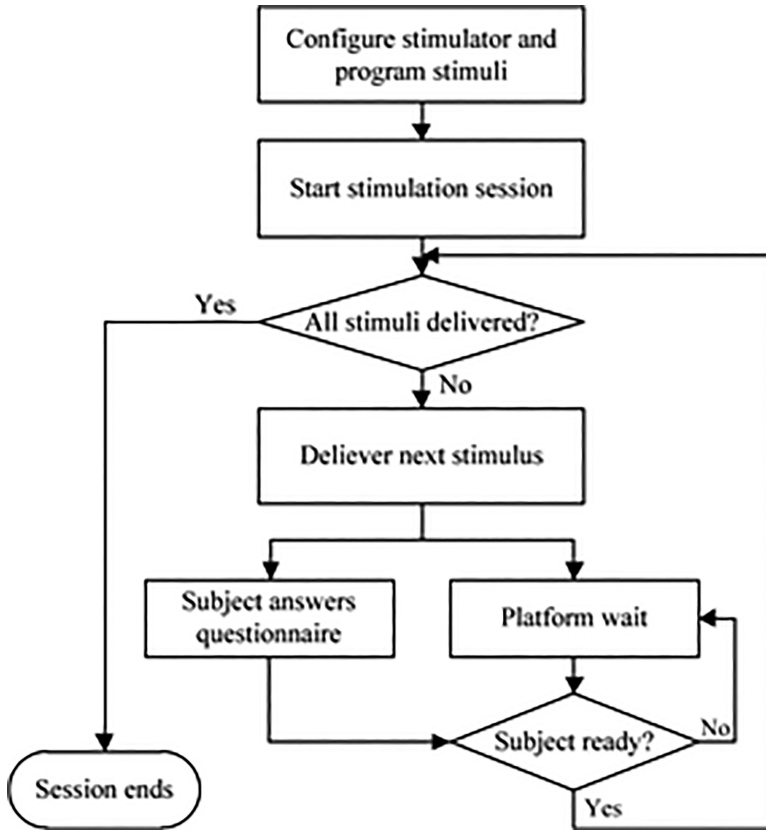 Configure stimulator and
program stimuli
Start stimulation session
Yes
All stimuli delivered?
No
Deliever next stimulus
Subject answers
questionnaire
Platform wait
Subject ready?
No
Session ends
Yes